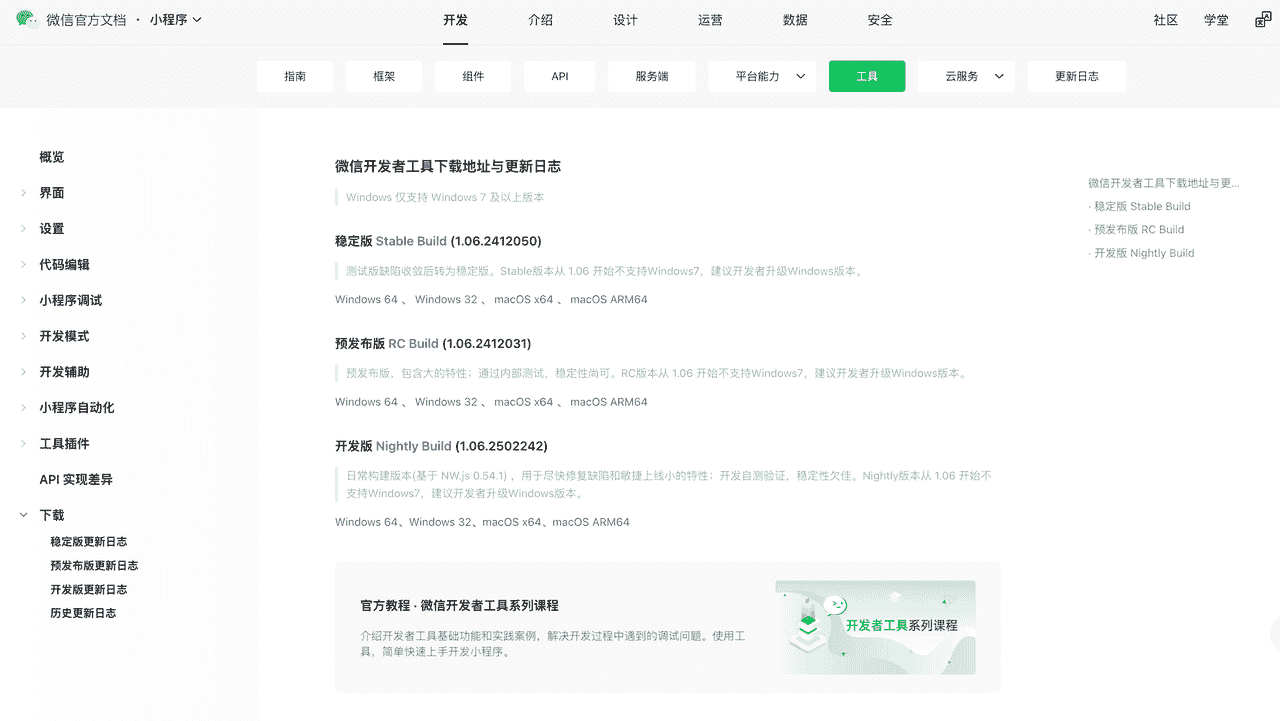 微信官方文档 · 小程序
开发
介绍
设计
运营
数据
安全
社区
学堂
指南
框架
组件
API
服务端
平台能力
工具
云服务
更新日志
概览
界面
设置
代码编辑
小程序调试
开发模式
开发辅助
小程序自动化
工具插件
API 实现差异
下载
稳定版更新日志
预发布版更新日志
开发版更新日志
历史更新日志
微信开发者工具下载地址与更新日志
Windows 仅支持 Windows 7 及以上版本
稳定版 Stable Build (1.06.2412050)
测试版缺陷收敛后转为稳定版。Stable版本从 1.06 开始不支持Windows7，建议开发者升级Windows版本。
Windows 64 、 Windows 32 、 macOS x64 、 macOS ARM64
预发布版 RC Build (1.06.2412031)
预发布版，包含大的特性；通过内部测试，稳定性尚可。RC版本从 1.06 开始不支持Windows7，建议开发者升级Windows版本。
Windows 64 、 Windows 32 、 macOS x64 、 macOS ARM64
开发版 Nightly Build (1.06.2502242)
日常构建版本(基于 NW.js 0.54.1) ，用于尽快修复缺陷和敏捷上线小的特性；开发自测验证，稳定性欠佳。Nightly版本从 1.06 开始不
支持Windows7，建议开发者升级Windows版本。
Windows 64、Windows 32、macOS x64、macOS ARM64
官方教程 · 微信开发者工具系列课程
介绍开发者工具基础功能和实践案例，解决开发过程中遇到的调试问题。使用工
具，简单快速上手开发小程序。
开发者工具系列课程
微信开发者工具下载地址与更...
· 稳定版 Stable Build
· 预发布版 RC Build
· 开发版 Nightly Build